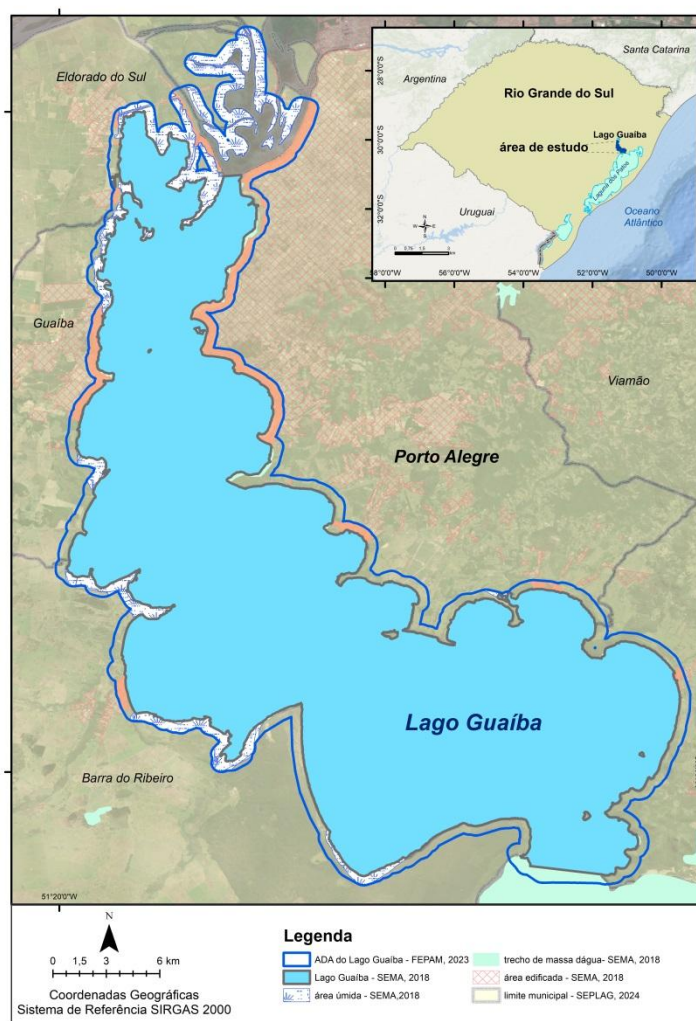 Eldorado do Sul
Guaíba
Porto Alegre
Viamão
Lago Guaíba
Barra do Ribeiro
51°20'0"W
Santa Catarina
Argentina
Rio Grande do Sul
Lago Guaíba
área de estudo
Laguna dos Patos
Uruguai
Oceano
Atlântico
28°0'0"S
30°0'0"S
32°0'0"S
58°0'0"W
56°0'0"W
54°0'0"W
52°0'0"W
50°0'0"W
N
0 1,5 3 6 km
Coordenadas Geográficas
Sistema de Referência SIRGAS 2000
Legenda
ADA do Lago Guaíba - FEPAM, 2023
Lago Guaíba - SEMA, 2018
área úmida - SEMA,2018
trecho de massa dágua- SEMA, 2018
área edificada - SEMA, 2018
limite municipal - SEPLAG, 2024